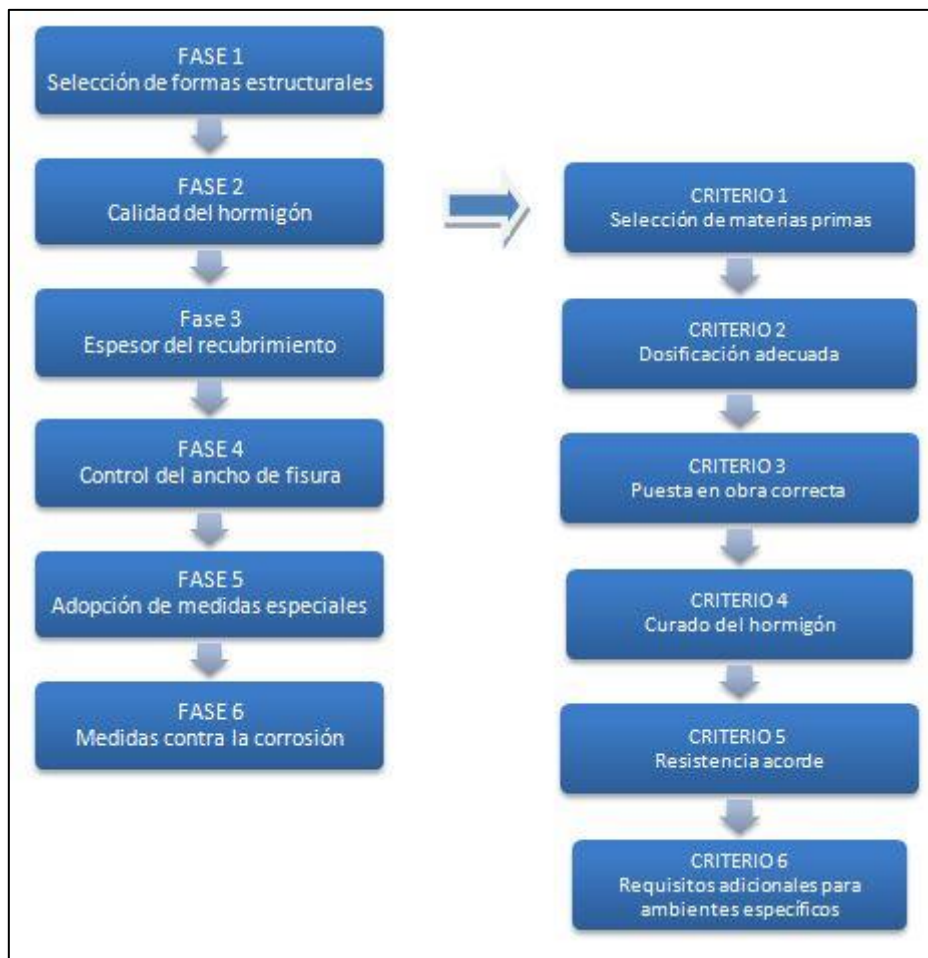 FASE 1
Selección de formas estructurales
FASE 2
Calidad del hormigón
Fase 3
Espesor del recubrimiento
FASE 4
Control del ancho de fisura
FASE 5
Adopción de medidas especiales
FASE 6
Medidas contra la corrosión
CRITERIO 1
Selección de materias primas
CRITERIO 2
Dosificación adecuada
CRITERIO 3
Puesta en obra correcta
CRITERIO 4
Curado del hormigón
CRITERIO 5
Resistencia acorde
CRITERIO 6
Requisitos adicionales para
ambientes específicos